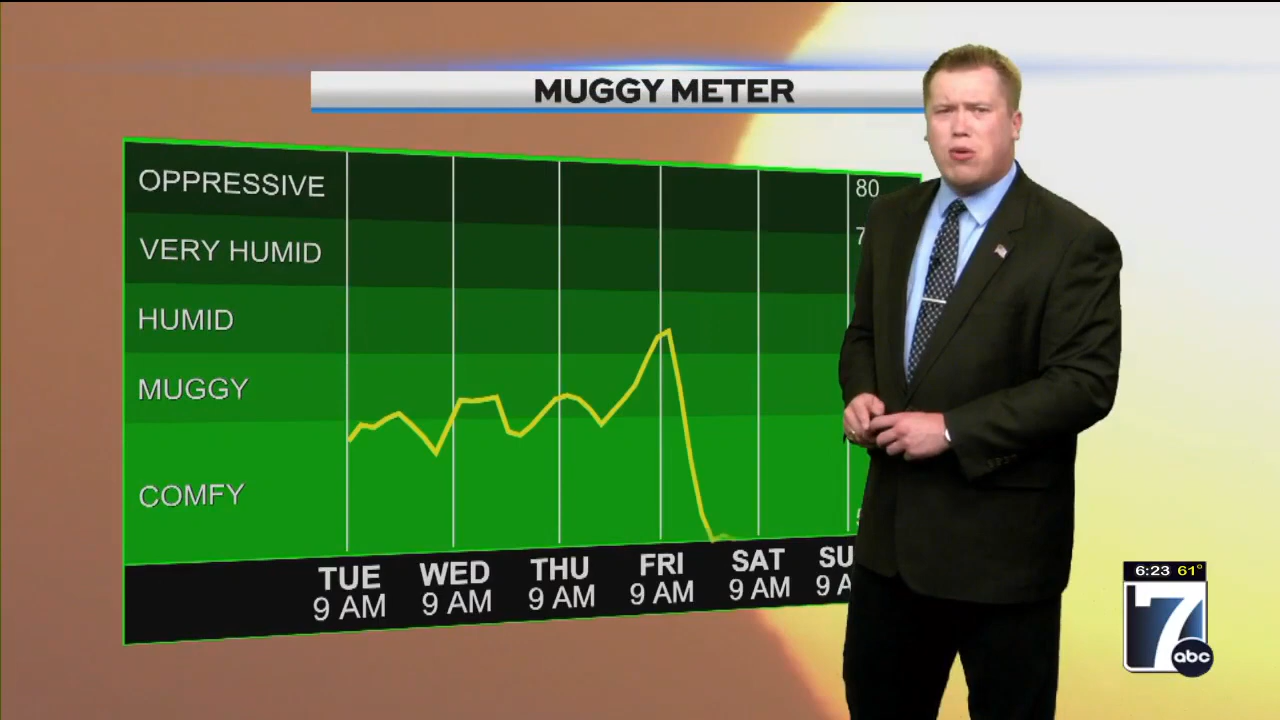 MUGGY METER
OPPRESSIVE
80
VERY HUMID
HUMID
MUGGY
COMFY
TUE
9 AM
WED
9 AM
THU
9 AM
FRI
9 AM
SAT
9 AM
6:23 61°
7
abc